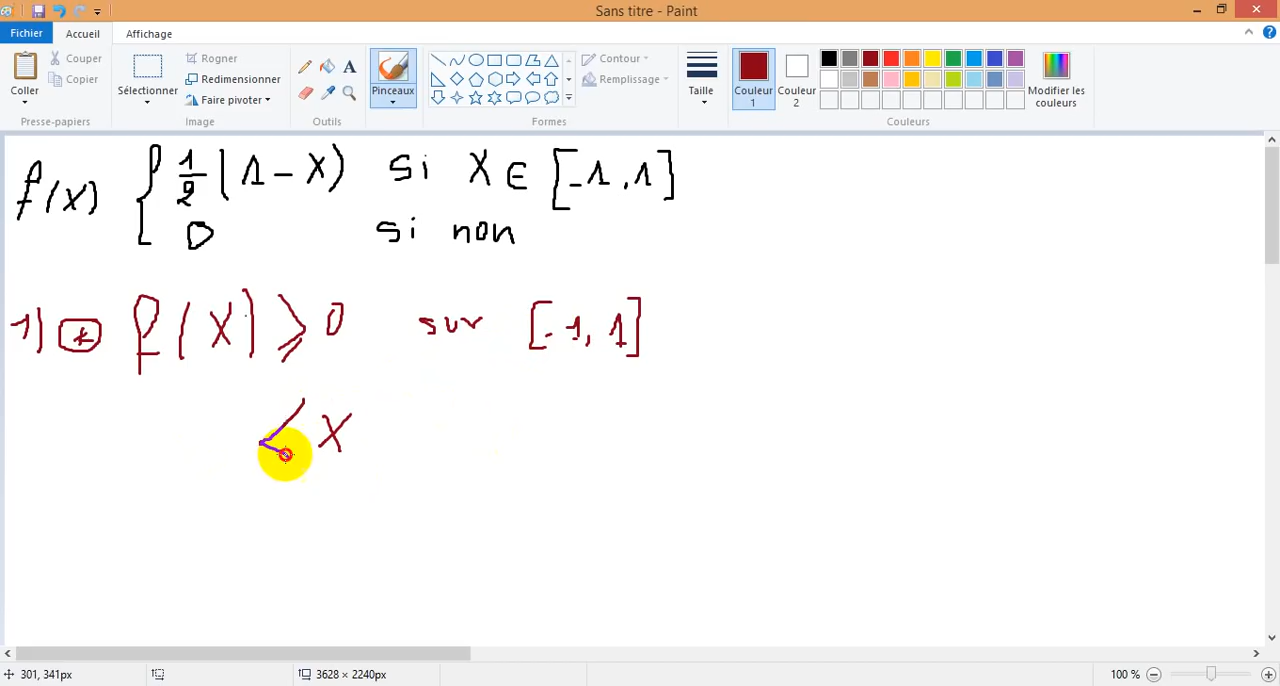 Sans titre - Paint
Fichier Accueil Affichage
Coller
Couper
Copier
Presse-papiers
Sélectionner
Rogner
Redimensionner
Faire pivoter
Image
Outils
Pinceaux
Contour
Remplissage
Formes
Taille
Couleur 1
Couleur 2
Modifier les couleurs
Couleurs
f(X) { 1/2 (1 - X) si X ∈ [-1, 1]
0 si non
1) * f(X) ⩾ 0 sur [-1, 1]
< X
301, 341px
3628 × 2240px
100 %